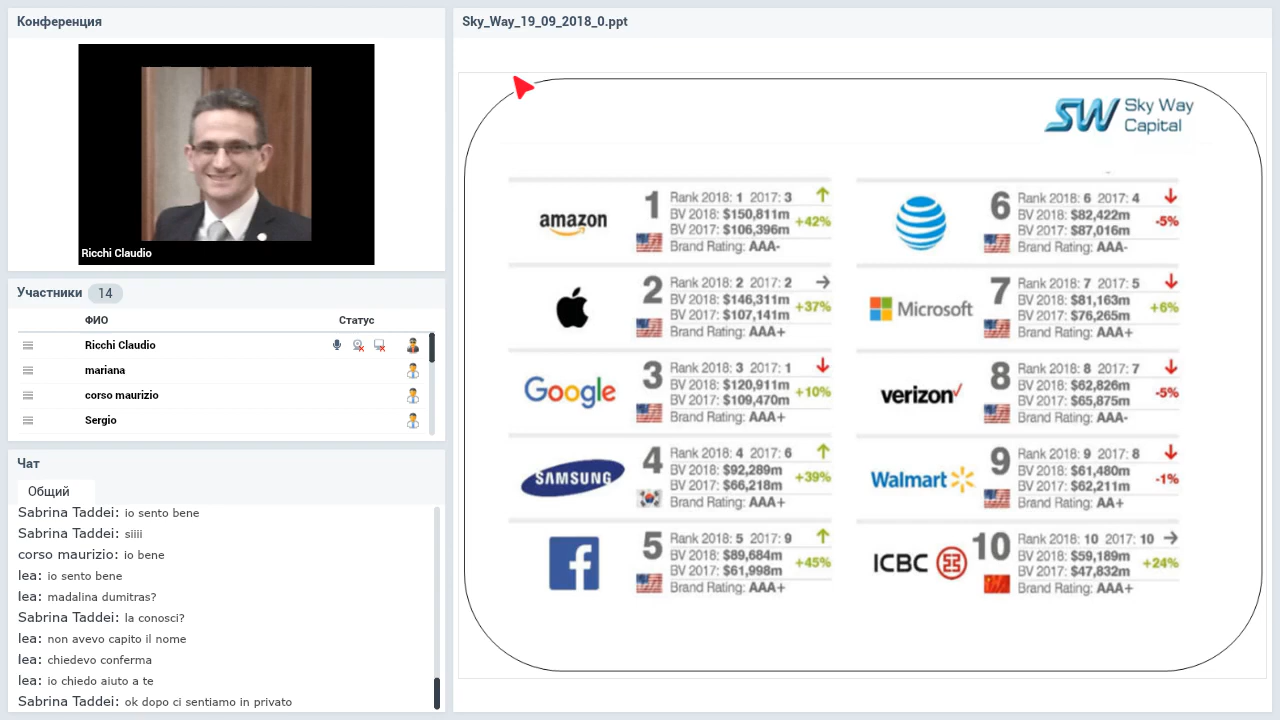 Конференция
Ricchi Claudio
Участники 14
ФИО Статус
Ricchi Claudio
mariana
corso maurizio
Sergio
Чат
Общий
Sabrina Taddei: io sento bene
Sabrina Taddei: siiii
corso maurizio: io bene
lea: io sento bene
lea: madalina dumitras?
Sabrina Taddei: la conosci?
lea: non avevo capito il nome
lea: chiedevo conferma
lea: io chiedo aiuto a te
Sabrina Taddei: ok dopo ci sentiamo in privato
Sky_Way_19_09_2018_0.ppt
SW Sky Way
Capital
amazon
1
Rank 2018: 1 2017: 3
BV 2018: $150,811m
BV 2017: $106,396m
+42%
Brand Rating: AAA-
2
Rank 2018: 2 2017: 2
BV 2018: $146,311m
BV 2017: $107,141m
+37%
Brand Rating: AAA+
Google
3
Rank 2018: 3 2017: 1
BV 2018: $120,911m
BV 2017: $109,470m
+10%
Brand Rating: AAA+
SAMSUNG
4
Rank 2018: 4 2017: 6
BV 2018: $92,289m
BV 2017: $66,218m
+39%
Brand Rating: AAA+
f
5
Rank 2018: 5 2017: 9
BV 2018: $89,684m
BV 2017: $61,998m
+45%
Brand Rating: AAA+
6
Rank 2018: 6 2017: 4
BV 2018: $82,422m
BV 2017: $87,016m
-5%
Brand Rating: AAA-
Microsoft
7
Rank 2018: 7 2017: 5
BV 2018: $81,163m
BV 2017: $76,265m
+6%
Brand Rating: AAA+
verizon
8
Rank 2018: 8 2017: 7
BV 2018: $62,826m
BV 2017: $65,875m
-5%
Brand Rating: AAA-
Walmart
9
Rank 2018: 9 2017: 8
BV 2018: $61,480m
BV 2017: $62,211m
-1%
Brand Rating: AA+
ICBC
10
Rank 2018: 10 2017: 10
BV 2018: $59,189m
BV 2017: $47,832m
+24%
Brand Rating: AAA+